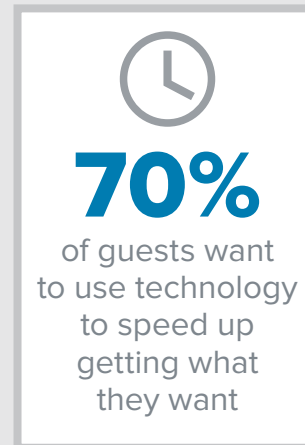 70%
of guests want
to use technology
to speed up
getting what
they want